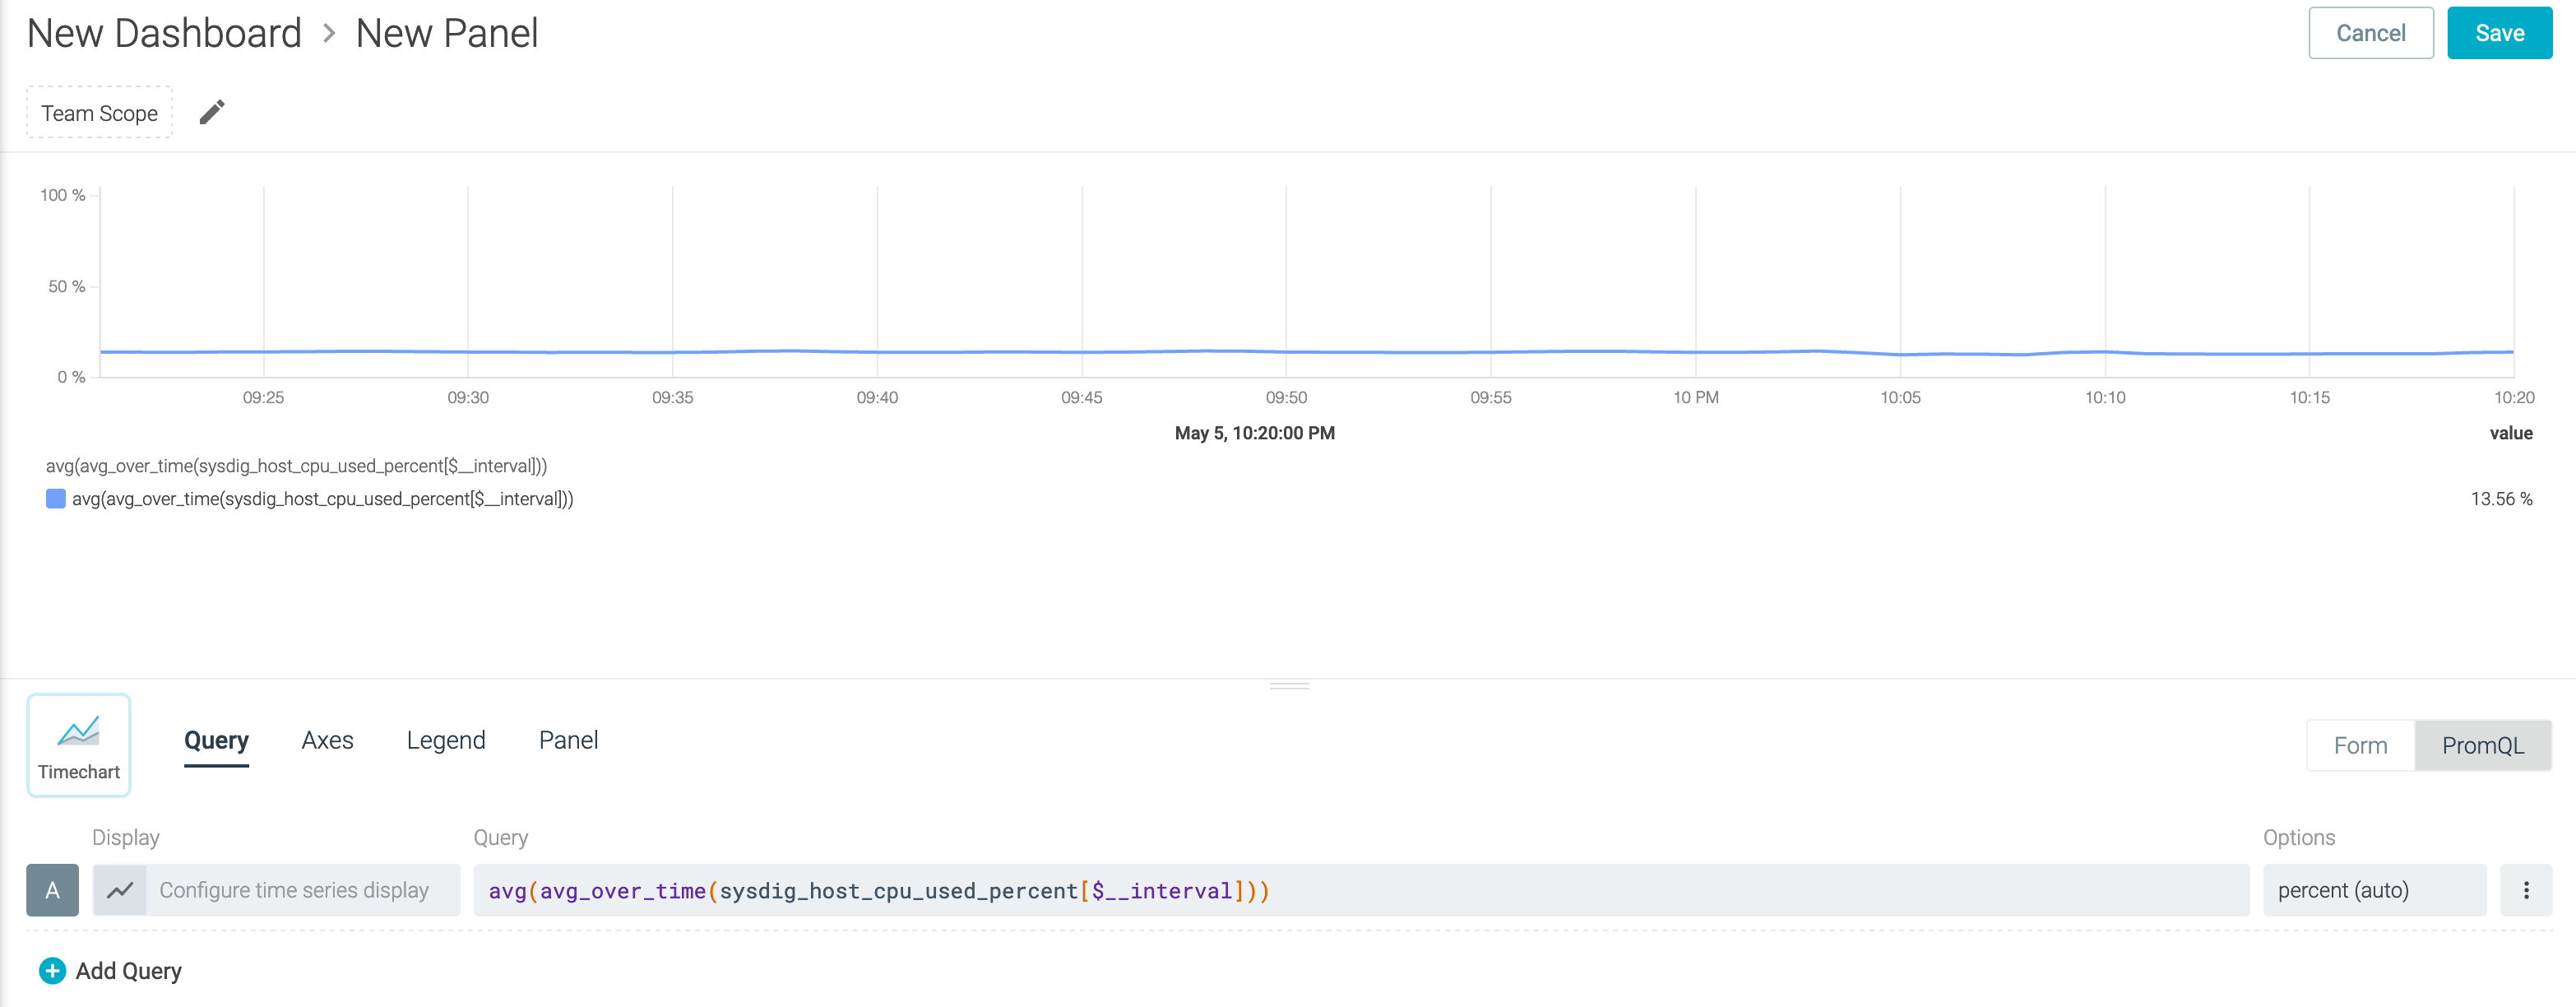 New Dashboard > New Panel
Cancel
Save
Team Scope
100 %
50 %
0 %
09:25
09:30
09:35
09:40
09:45
09:50
09:55
10 PM
10:05
10:10
10:15
10:20
May 5, 10:20:00 PM
value
avg(avg_over_time(sysdig_host_cpu_used_percent[$__interval]))
avg(avg_over_time(sysdig_host_cpu_used_percent[$__interval]))
13.56 %
Timechart
Query
Axes
Legend
Panel
Form
PromQL
Display
Query
Options
A
Configure time series display
avg(avg_over_time(sysdig_host_cpu_used_percent[$__interval]))
percent (auto)
Add Query